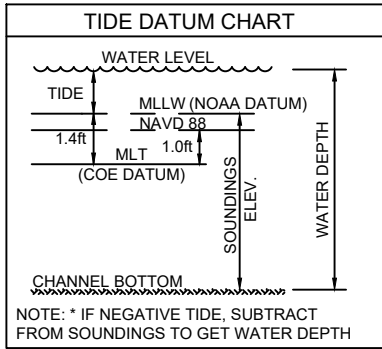 TIDE DATUM CHART
WATER LEVEL
TIDE
MLLW (NOAA DATUM)
NAVD 88
1.4ft
1.0ft
MLT
(COE DATUM)
SOUNDINGS
ELEV.
WATER DEPTH
CHANNEL BOTTOM
NOTE: * IF NEGATIVE TIDE, SUBTRACT
FROM SOUNDINGS TO GET WATER DEPTH